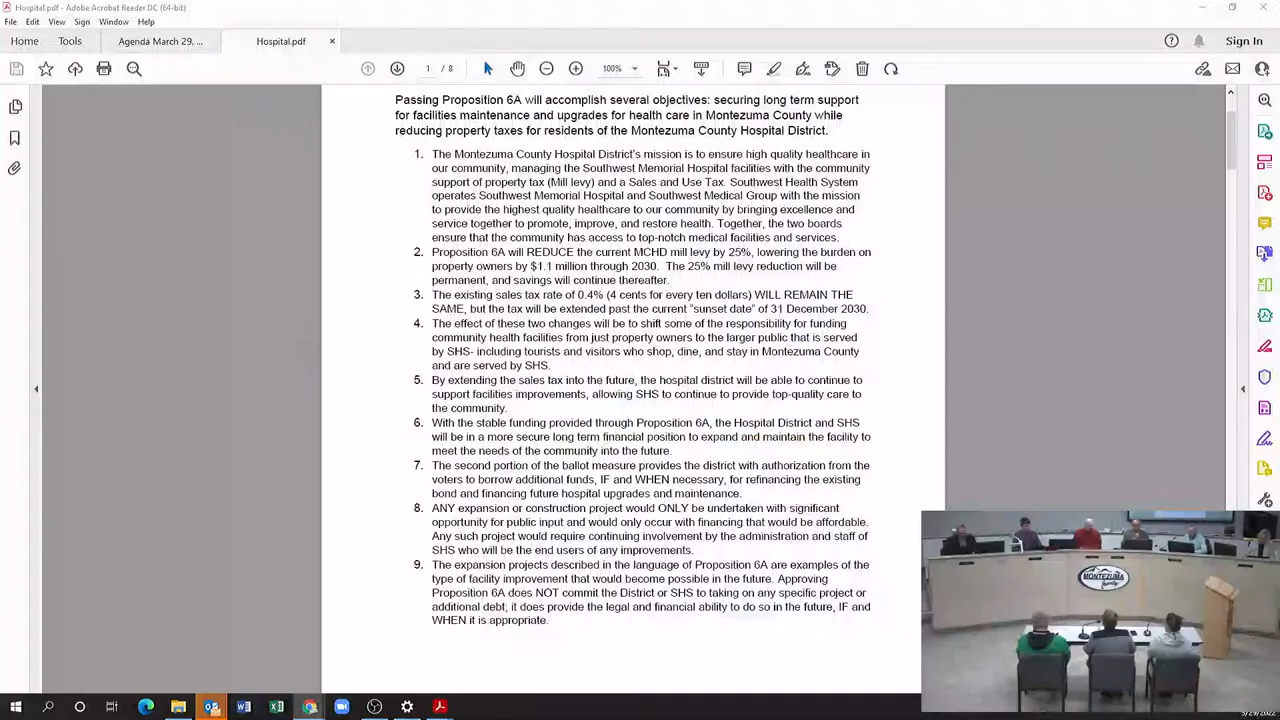 Hospital.pdf - Adobe Acrobat Reader DC (64-bit)
File Edit View Sign Window Help
Home Tools Agenda March 29, ... Hospital.pdf × Sign In
1 / 8 100%
Passing Proposition 6A will accomplish several objectives: securing long term support
for facilities maintenance and upgrades for health care in Montezuma County while
reducing property taxes for residents of the Montezuma County Hospital District.
1. The Montezuma County Hospital District's mission is to ensure high quality healthcare in
our community, managing the Southwest Memorial Hospital facilities with the community
support of property tax (Mill levy) and a Sales and Use Tax. Southwest Health System
operates Southwest Memorial Hospital and Southwest Medical Group with the mission
to provide the highest quality healthcare to our community by bringing excellence and
service together to promote, improve, and restore health. Together, the two boards
ensure that the community has access to top-notch medical facilities and services.
2. Proposition 6A will REDUCE the current MCHD mill levy by 25%, lowering the burden on
property owners by $1.1 million through 2030. The 25% mill levy reduction will be
permanent, and savings will continue thereafter.
3. The existing sales tax rate of 0.4% (4 cents for every ten dollars) WILL REMAIN THE
SAME, but the tax will be extended past the current "sunset date" of 31 December 2030.
4. The effect of these two changes will be to shift some of the responsibility for funding
community health facilities from just property owners to the larger public that is served
by SHS- including tourists and visitors who shop, dine, and stay in Montezuma County
and are served by SHS.
5. By extending the sales tax into the future, the hospital district will be able to continue to
support facilities improvements, allowing SHS to continue to provide top-quality care to
the community.
6. With the stable funding provided through Proposition 6A, the Hospital District and SHS
will be in a more secure long term financial position to expand and maintain the facility to
meet the needs of the community into the future.
7. The second portion of the ballot measure provides the district with authorization from the
voters to borrow additional funds, IF and WHEN necessary, for refinancing the existing
bond and financing future hospital upgrades and maintenance.
8. ANY expansion or construction project would ONLY be undertaken with significant
opportunity for public input and would only occur with financing that would be affordable.
Any such project would require continuing involvement by the administration and staff of
SHS who will be the end users of any improvements.
9. The expansion projects described in the language of Proposition 6A are examples of the
type of facility improvement that would become possible in the future. Approving
Proposition 6A does NOT commit the District or SHS to taking on any specific project or
additional debt; it does provide the legal and financial ability to do so in the future, IF and
WHEN it is appropriate.
MONTEZUMA